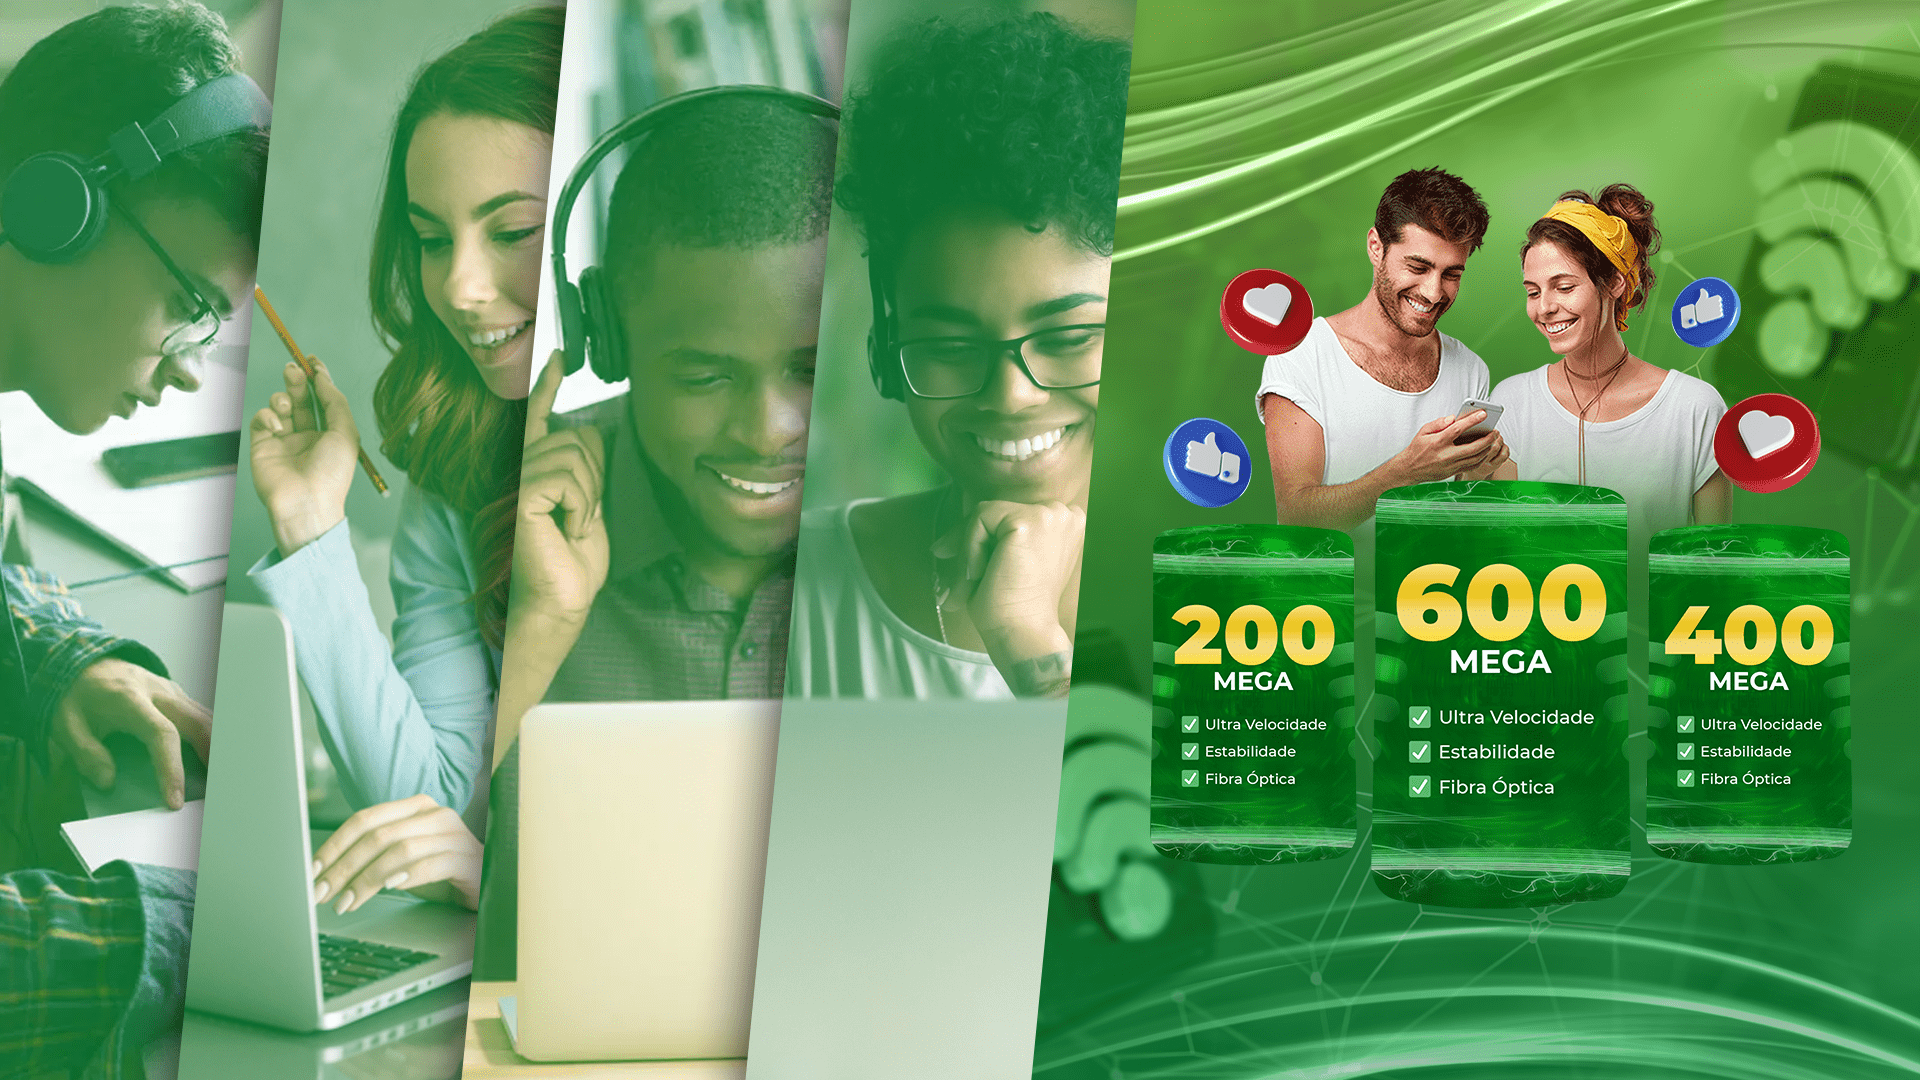 200
MEGA
Ultra Velocidade
Estabilidade
Fibra Óptica
600
MEGA
Ultra Velocidade
Estabilidade
Fibra Óptica
400
MEGA
Ultra Velocidade
Estabilidade
Fibra Óptica